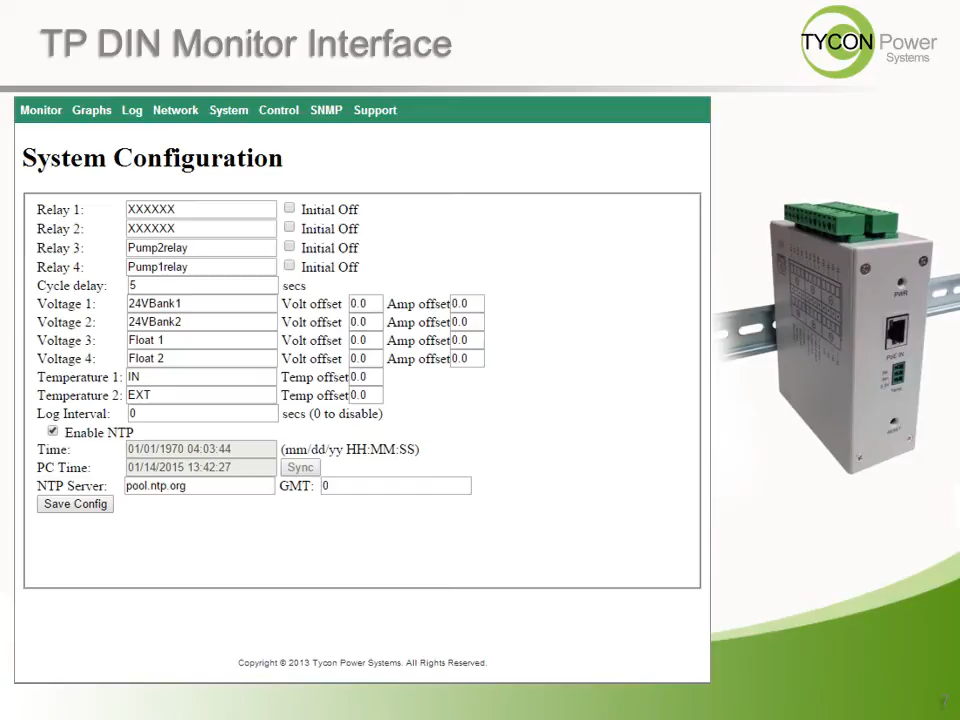 TP DIN Monitor Interface
TYCON Power
Systems
Monitor Graphs Log Network System Control SNMP Support
System Configuration
Relay 1: XXXXXX Initial Off
Relay 2: XXXXXX Initial Off
Relay 3: Pump2relay Initial Off
Relay 4: Pump1relay Initial Off
Cycle delay: 5 secs
Voltage 1: 24VBank1 Volt offset 0.0 Amp offset 0.0
Voltage 2: 24VBank2 Volt offset 0.0 Amp offset 0.0
Voltage 3: Float 1 Volt offset 0.0 Amp offset 0.0
Voltage 4: Float 2 Volt offset 0.0 Amp offset 0.0
Temperature 1: IN Temp offset 0.0
Temperature 2: EXT Temp offset 0.0
Log Interval: 0 secs (0 to disable)
Enable NTP
Time: 01/01/1970 04:03:44 (mm/dd/yy HH:MM:SS)
PC Time: 01/14/2015 13:42:27 Sync
NTP Server: pool.ntp.org GMT: 0
Save Config
Copyright © 2013 Tycon Power Systems. All Rights Reserved.
PWR
PoE IN
RESET
7